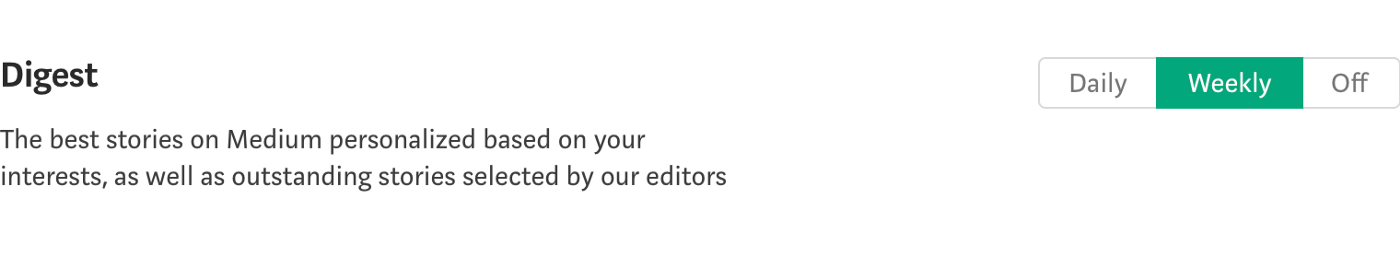 Digest
Daily Weekly Off
The best stories on Medium personalized based on your
interests, as well as outstanding stories selected by our editors